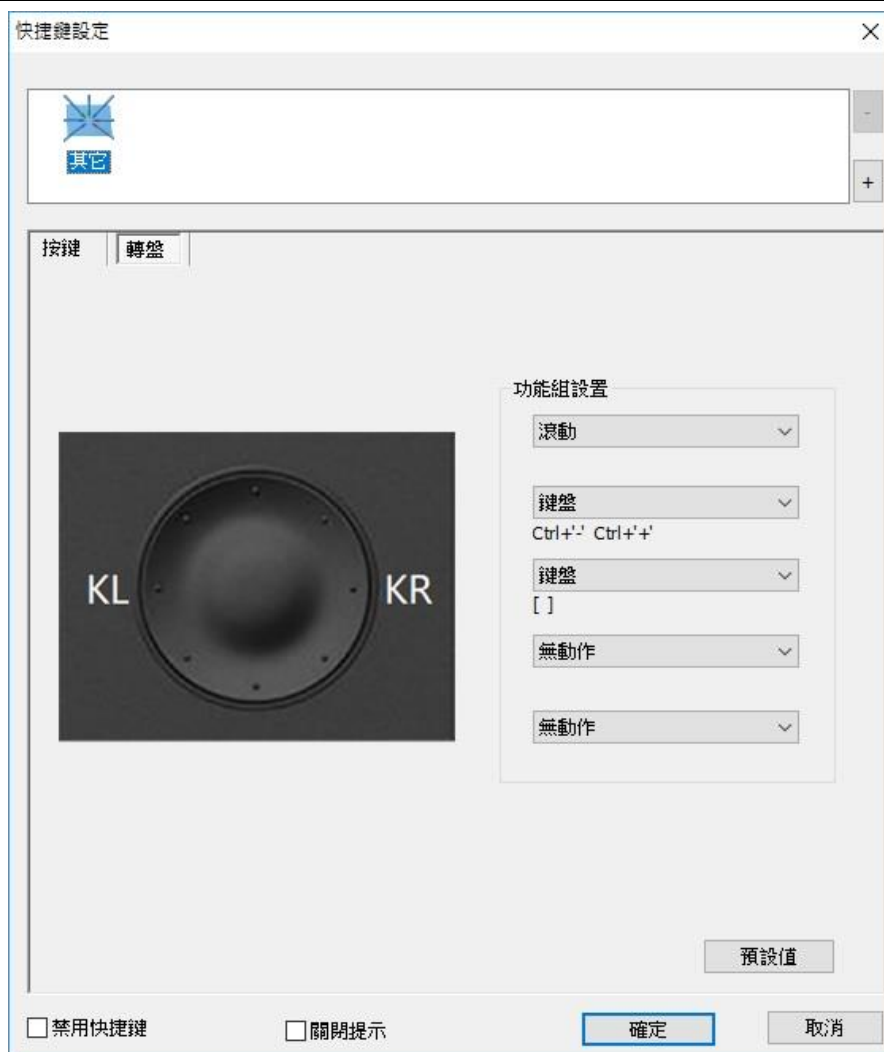 快捷鍵設定
-
其它
+
按鍵 轉盤
功能組設置
滾動
鍵盤
Ctrl+'-' Ctrl+'+'
KL KR
鍵盤
[ ]
無動作
無動作
預設值
禁用快捷鍵 關閉提示 確定 取消